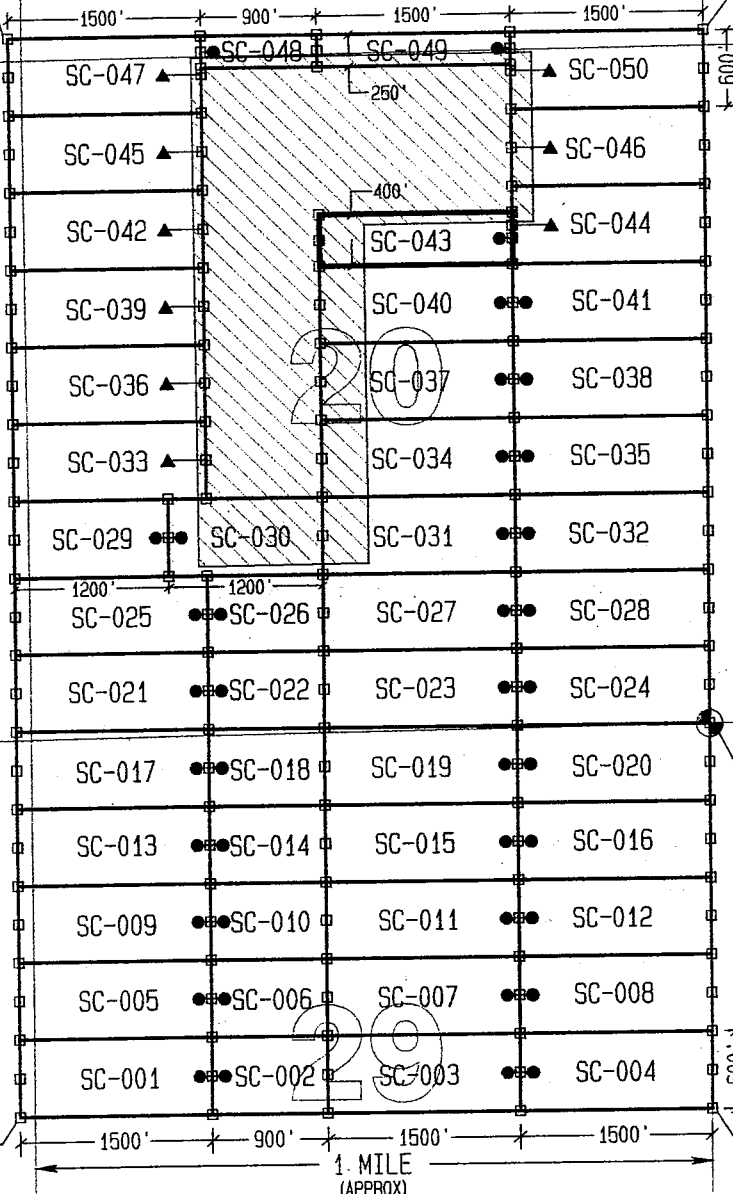 1500' 900' 1500' 1500'
SC-048 SC-049
SC-047 SC-050
600'
250'
SC-045 SC-046
400'
SC-042 SC-043 SC-044
SC-039 SC-040 SC-041
20
SC-036 SC-037 SC-038
SC-033 SC-034 SC-035
SC-029 SC-030 SC-031 SC-032
1200' 1200'
SC-025 SC-026 SC-027 SC-028
SC-021 SC-022 SC-023 SC-024
SC-017 SC-018 SC-019 SC-020
SC-013 SC-014 SC-015 SC-016
SC-009 SC-010 SC-011 SC-012
SC-005 SC-006 SC-007 SC-008
29
SC-001 SC-002 SC-003 SC-004
600'
1500' 900' 1500' 1500'
1 MILE
(APPROX)